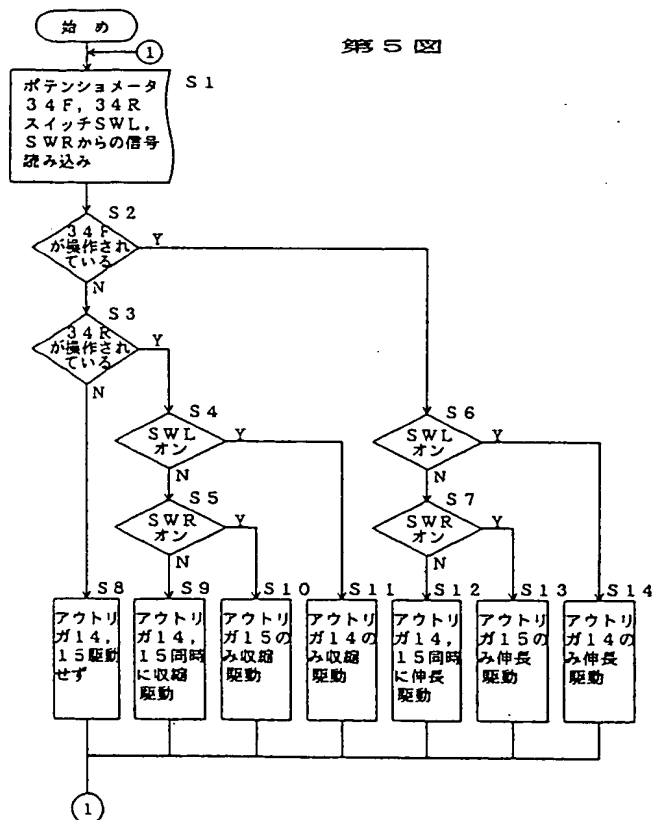 始め
第5図
1
S1
ポテンショメータ
34F,34R
スイッチSWL,
SWRからの信号
読み込み
S2
34F
が操作され
ている
Y
N
S3
34R
が操作され
ている
Y
N
S4
SWL
オン
Y
N
S6
SWL
オン
Y
N
S5
SWR
オン
Y
N
S7
SWR
オン
Y
N
S8
アウトリ
ガ14,
15駆動
せず
S9
アウトリ
ガ14,
15同時
に収縮
駆動
S10
アウトリ
ガ15の
み収縮
駆動
S11
アウトリ
ガ14の
み収縮
駆動
S12
アウトリ
ガ14,
15同時
に伸長
駆動
S13
アウトリ
ガ15の
み伸長
駆動
S14
アウトリ
ガ14の
み伸長
駆動
1